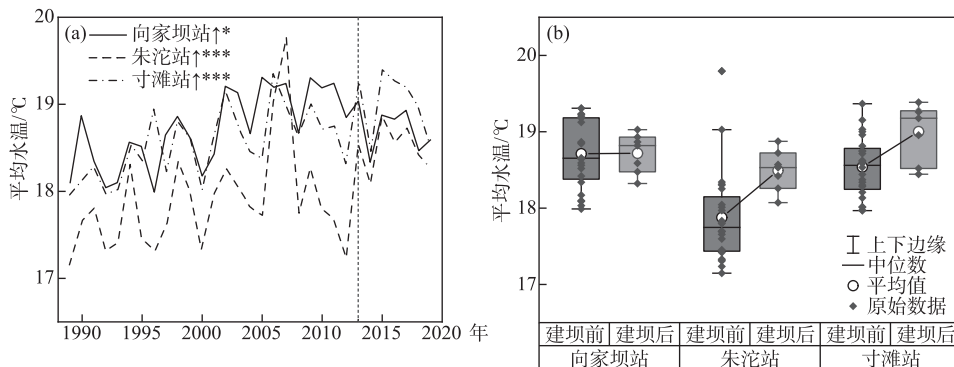 (a)
向家坝站↑*
朱沱站↑***
寸滩站↑***
平均水温/℃
20
19
18
17
1990 1995 2000 2005 2010 2015 2020 年
(b)
平均水温/℃
20
19
18
17
上下边缘
中位数
平均值
原始数据
建坝前 建坝后 建坝前 建坝后 建坝前 建坝后
向家坝站 朱沱站 寸滩站